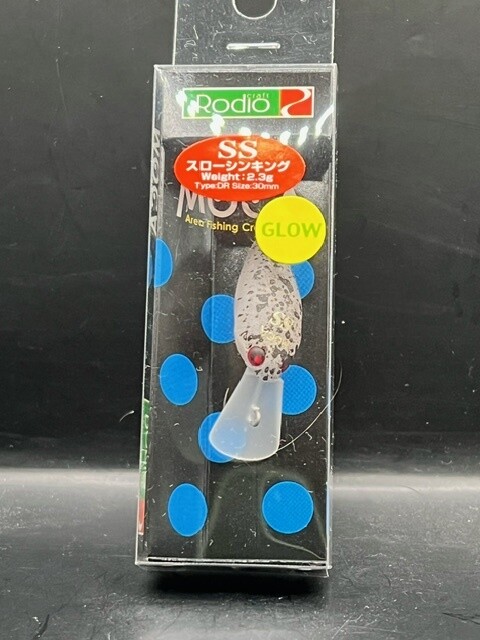 Rodio craft
SS
スローシンキング
Weight:2.3g
Type:DR Size:30mm
Area Fishing
GLOW
SS